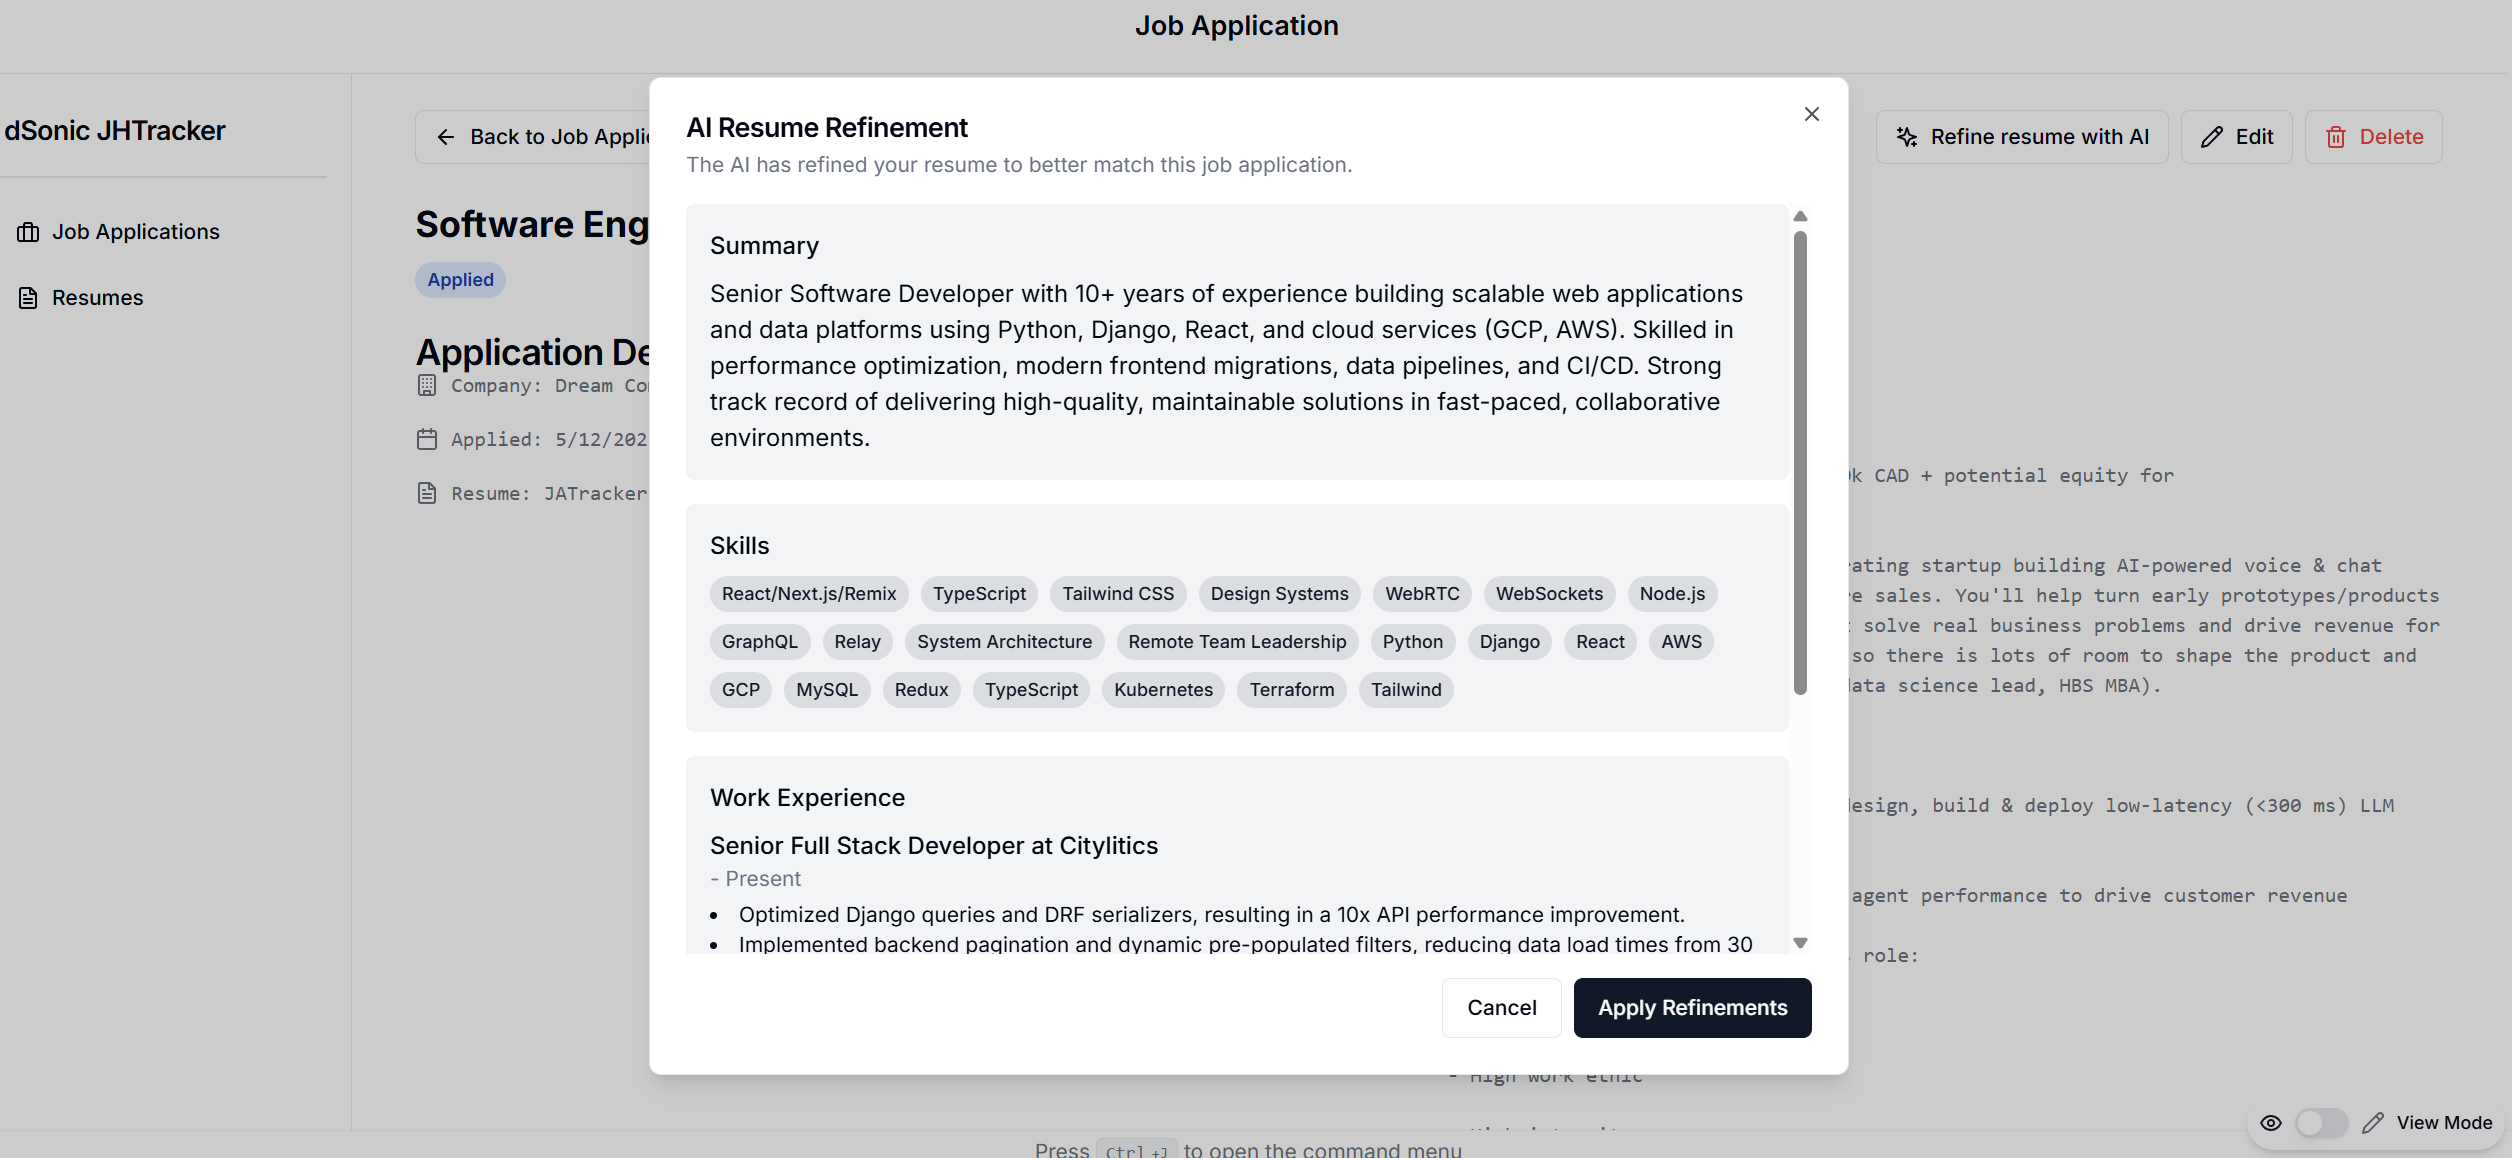 Job Application
dSonic JHTracker
Job Applications
Resumes
Back to Job Applic
Refine resume with AI
Edit
Delete
Software Eng
Applied
Application De
Company: Dream Co
Applied: 5/12/202
Resume: JATracker
AI Resume Refinement
The AI has refined your resume to better match this job application.
Summary
Senior Software Developer with 10+ years of experience building scalable web applications
and data platforms using Python, Django, React, and cloud services (GCP, AWS). Skilled in
performance optimization, modern frontend migrations, data pipelines, and CI/CD. Strong
track record of delivering high-quality, maintainable solutions in fast-paced, collaborative
environments.
Skills
React/Next.js/Remix TypeScript Tailwind CSS Design Systems WebRTC WebSockets Node.js
GraphQL Relay System Architecture Remote Team Leadership Python Django React AWS
GCP MySQL Redux TypeScript Kubernetes Terraform Tailwind
Work Experience
Senior Full Stack Developer at Citylitics
- Present
• Optimized Django queries and DRF serializers, resulting in a 10x API performance improvement.
• Implemented backend pagination and dynamic pre-populated filters, reducing data load times from 30
Cancel
Apply Refinements
k CAD + potential equity for
ating startup building AI-powered voice & chat
e sales. You'll help turn early prototypes/products
solve real business problems and drive revenue for
so there is lots of room to shape the product and
data science lead, HBS MBA).
design, build & deploy low-latency (<300 ms) LLM
agent performance to drive customer revenue
role:
- High work ethic
View Mode
Press Ctrl +J to open the command menu